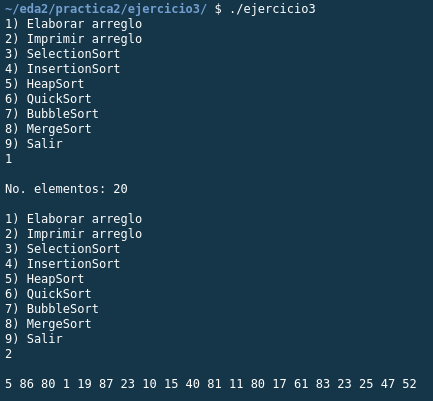 ~/eda2/practica2/ejercicio3/ $ ./ejercicio3
1) Elaborar arreglo
2) Imprimir arreglo
3) SelectionSort
4) InsertionSort
5) HeapSort
6) QuickSort
7) BubbleSort
8) MergeSort
9) Salir
1
No. elementos: 20
1) Elaborar arreglo
2) Imprimir arreglo
3) SelectionSort
4) InsertionSort
5) HeapSort
6) QuickSort
7) BubbleSort
8) MergeSort
9) Salir
2
5 86 80 1 19 87 23 10 15 40 81 11 80 17 61 83 23 25 47 52